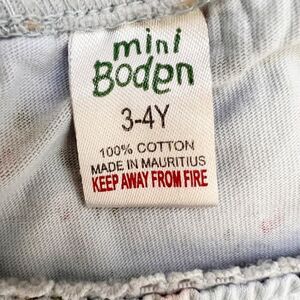 mini
Boden
3-4Y
100% COTTON
MADE IN MAURITIUS
KEEP AWAY FROM FIRE